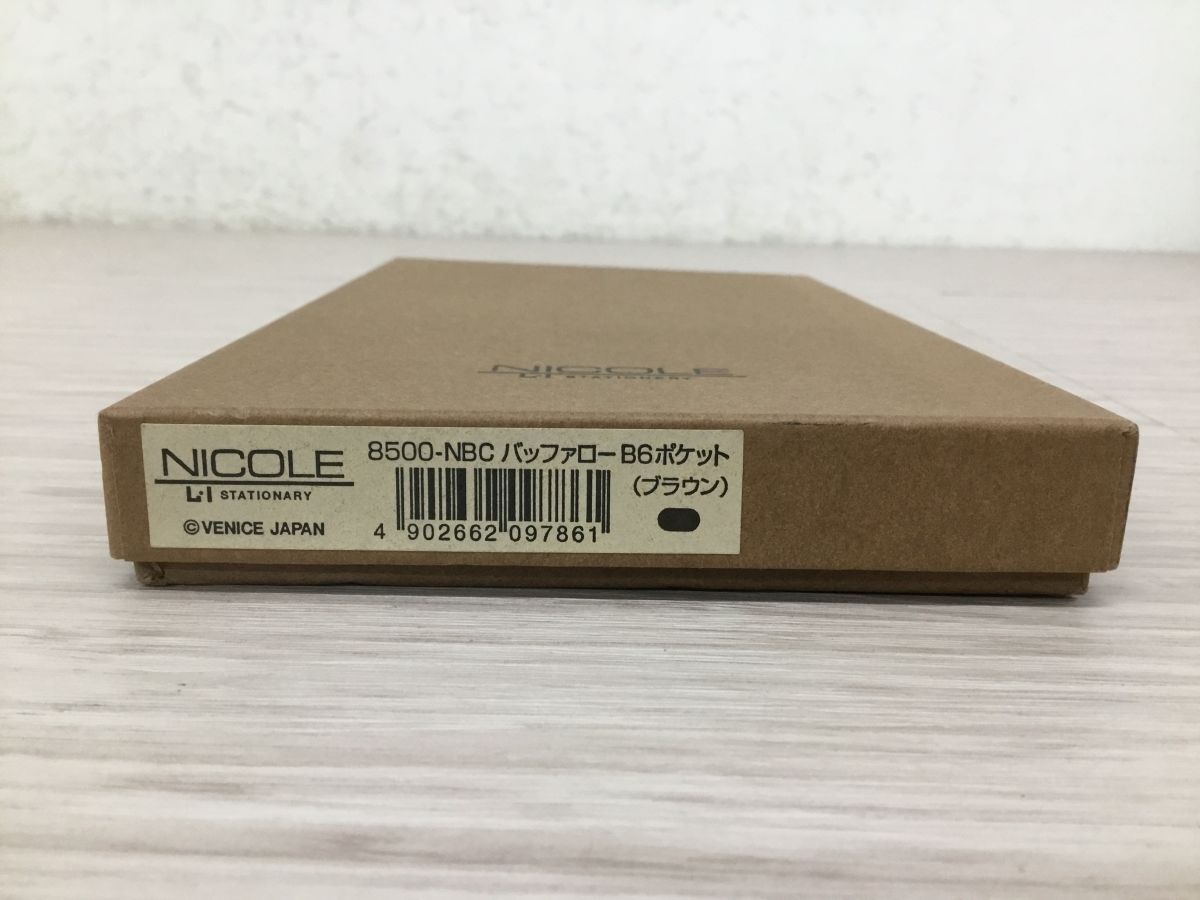 NICOLE
L・I STATIONERY
NICOLE
L・I STATIONARY
©VENICE JAPAN
8500-NBC バッファローB6ポケット
(ブラウン)
4 902662 097861